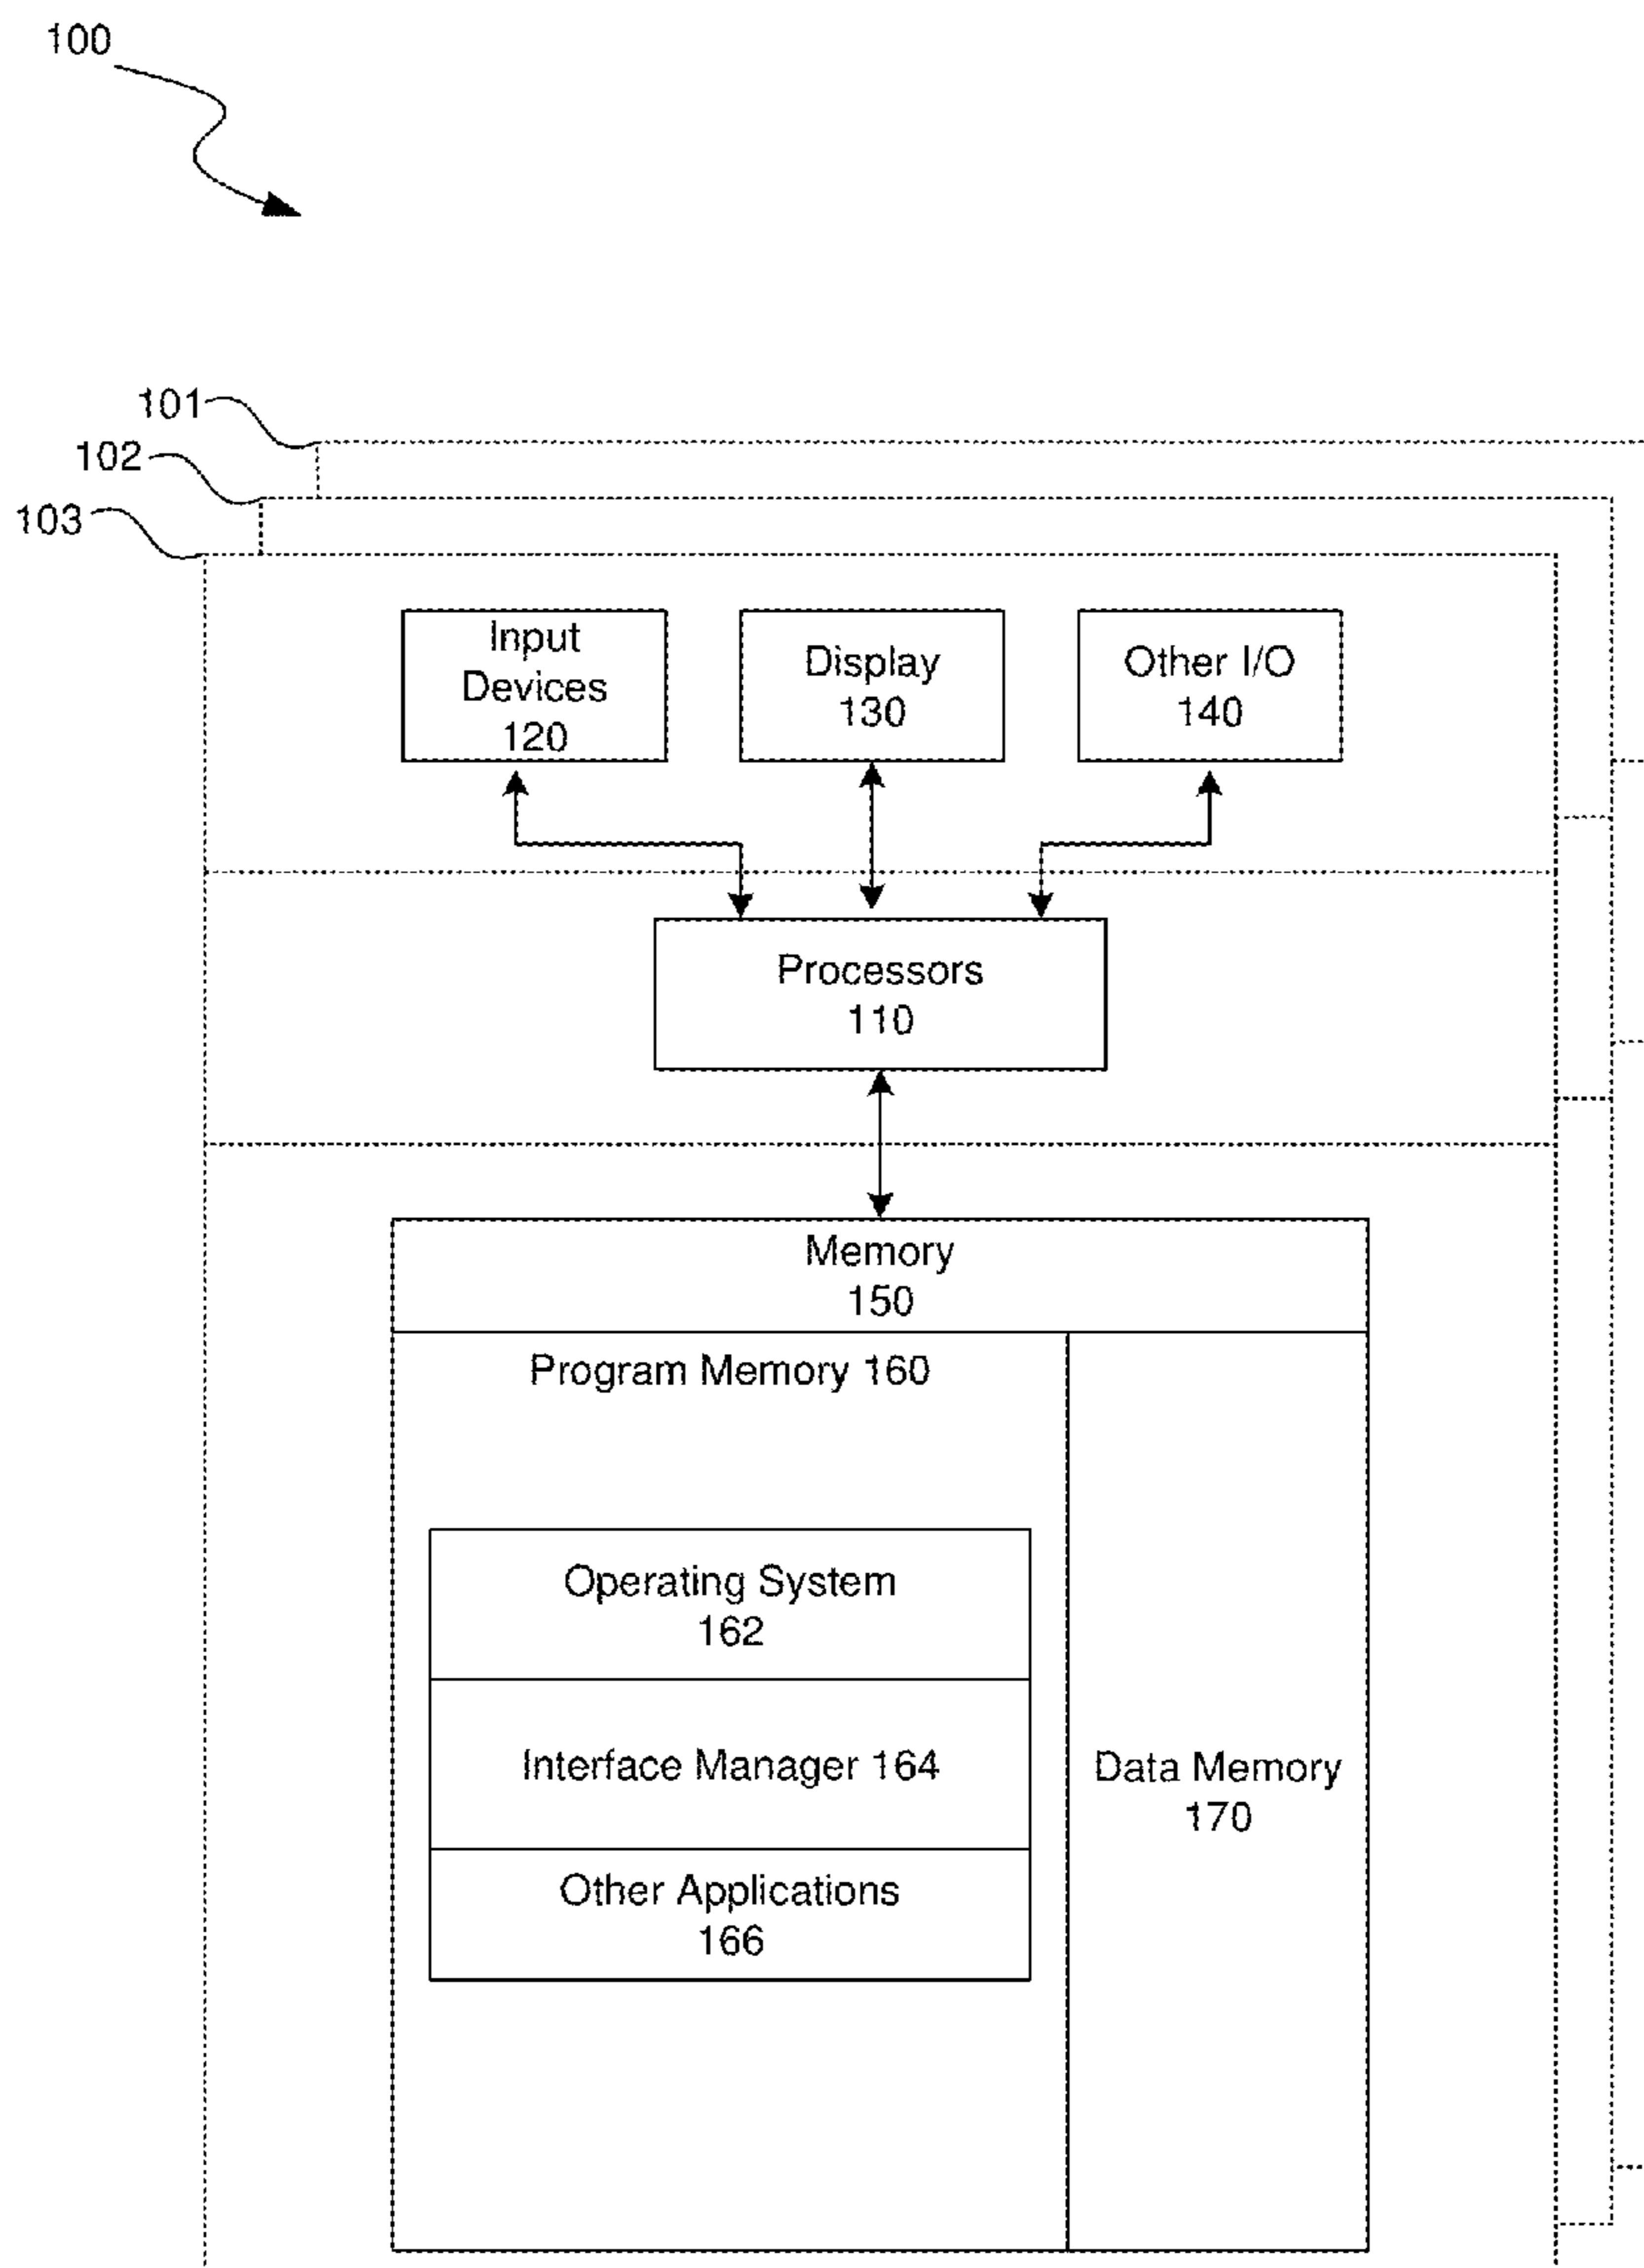 100
101
102
103
Input
Devices
120
Display
130
Other I/O
140
Processors
110
Memory
150
Program Memory 160
Operating System
162
Interface Manager 164
Other Applications
166
Data Memory
170